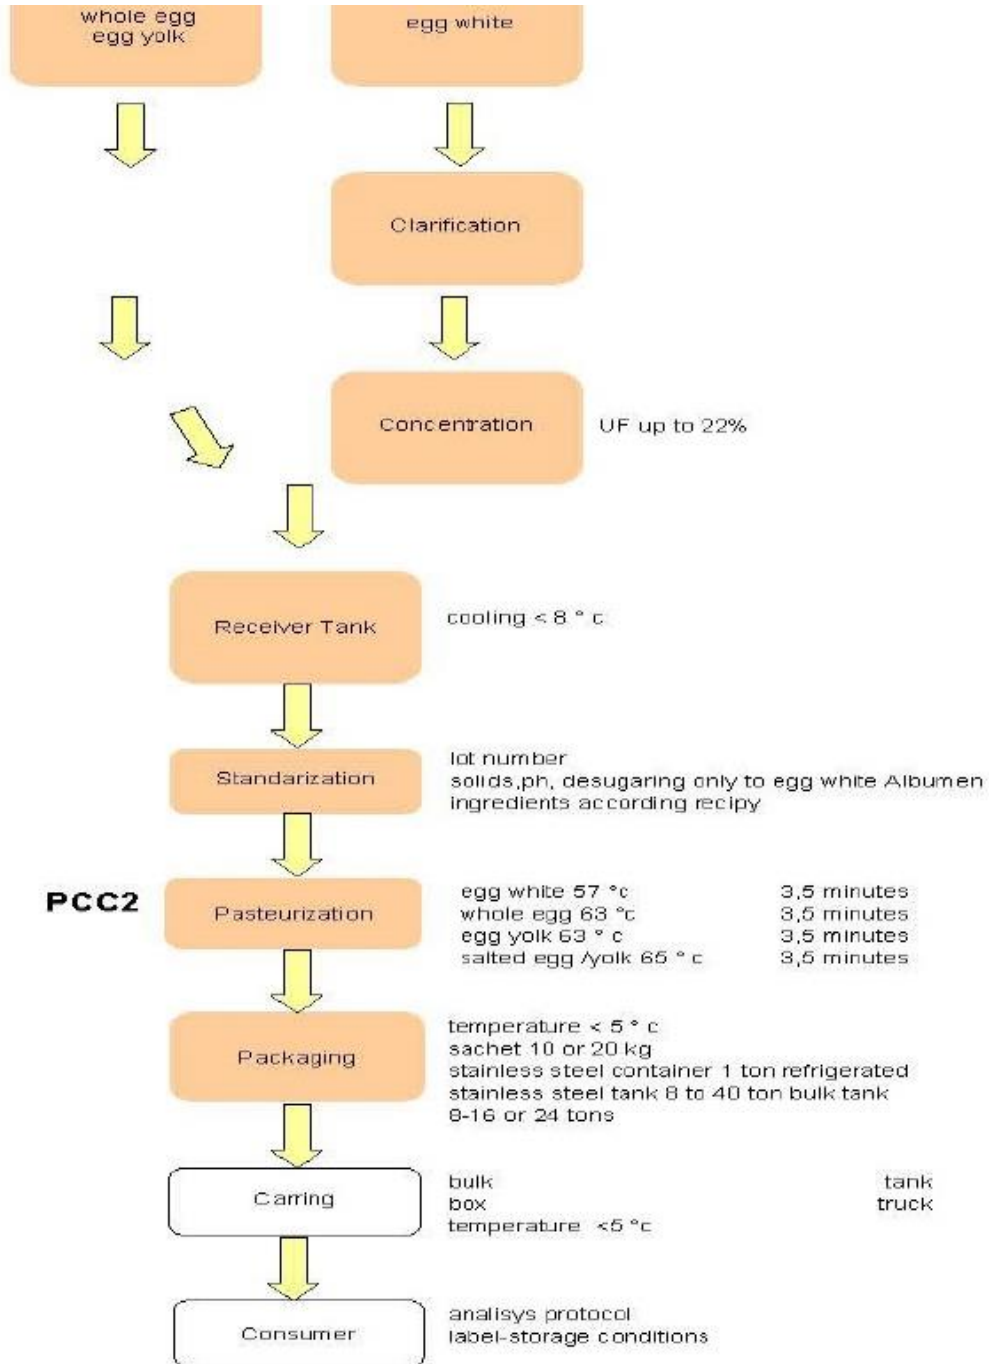 whole egg
egg yolk
egg white
Clarification
Concentration
UF up to 22%
Receiver Tank
cooling < 8 ° c
Standarization
lot number
solids,ph, desugaring only to egg white Albumen
ingredients according recipy
PCC2
Pasteurization
egg white 57 °c 3,5 minutes
whole egg 63 °c 3,5 minutes
egg yolk 63 ° c 3,5 minutes
salted egg /yolk 65 ° c 3,5 minutes
Packaging
temperature < 5 ° c
sachet 10 or 20 kg
stainless steel container 1 ton refrigerated
stainless steel tank 8 to 40 ton bulk tank
8-16 or 24 tons
Carring
bulk tank
box truck
temperature <5 °c
Consumer
analisys protocol
label-storage conditions